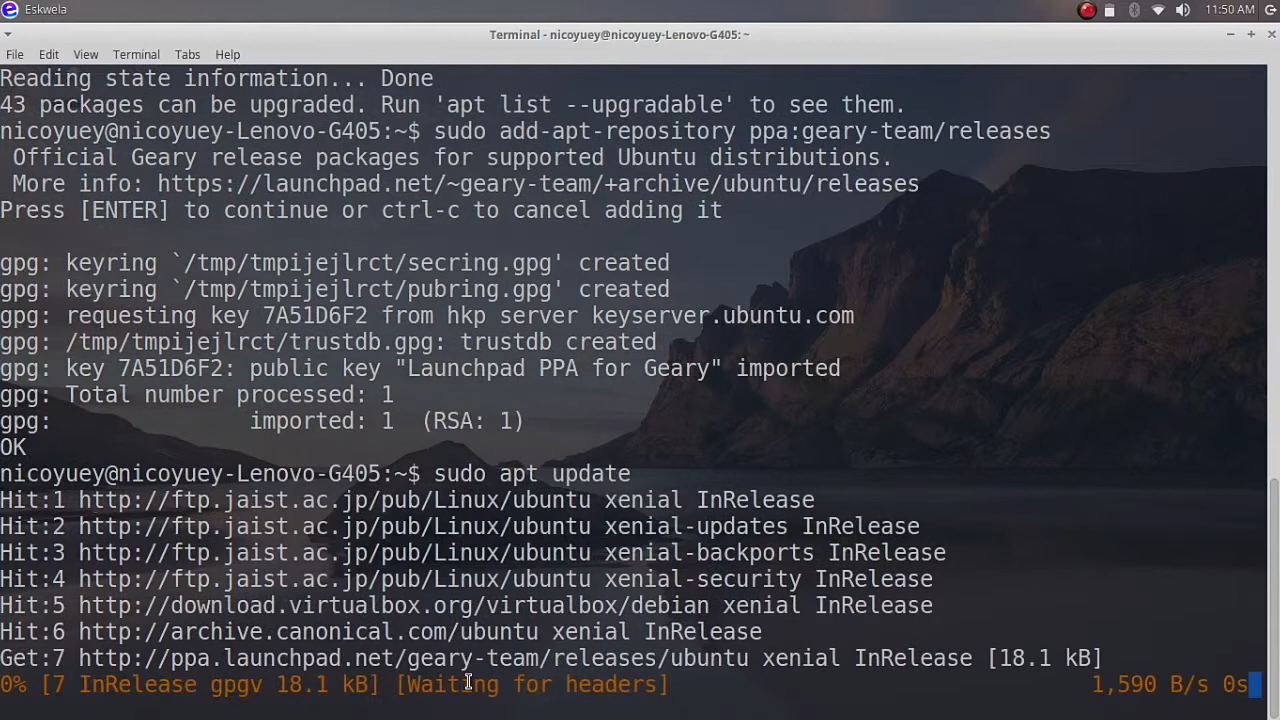 Eskwela
11:50 AM
Terminal - nicoyuey@nicoyuey-Lenovo-G405: ~
File Edit View Terminal Tabs Help
Reading state information... Done
43 packages can be upgraded. Run 'apt list --upgradable' to see them.
nicoyuey@nicoyuey-Lenovo-G405:~$ sudo add-apt-repository ppa:geary-team/releases
 Official Geary release packages for supported Ubuntu distributions.
 More info: https://launchpad.net/~geary-team/+archive/ubuntu/releases
Press [ENTER] to continue or ctrl-c to cancel adding it
gpg: keyring `/tmp/tmpijejlrct/secring.gpg' created
gpg: keyring `/tmp/tmpijejlrct/pubring.gpg' created
gpg: requesting key 7A51D6F2 from hkp server keyserver.ubuntu.com
gpg: /tmp/tmpijejlrct/trustdb.gpg: trustdb created
gpg: key 7A51D6F2: public key "Launchpad PPA for Geary" imported
gpg: Total number processed: 1
gpg:               imported: 1  (RSA: 1)
OK
nicoyuey@nicoyuey-Lenovo-G405:~$ sudo apt update
Hit:1 http://ftp.jaist.ac.jp/pub/Linux/ubuntu xenial InRelease
Hit:2 http://ftp.jaist.ac.jp/pub/Linux/ubuntu xenial-updates InRelease
Hit:3 http://ftp.jaist.ac.jp/pub/Linux/ubuntu xenial-backports InRelease
Hit:4 http://ftp.jaist.ac.jp/pub/Linux/ubuntu xenial-security InRelease
Hit:5 http://download.virtualbox.org/virtualbox/debian xenial InRelease
Hit:6 http://archive.canonical.com/ubuntu xenial InRelease
Get:7 http://ppa.launchpad.net/geary-team/releases/ubuntu xenial InRelease [18.1 kB]
0% [7 InRelease gpgv 18.1 kB] [Waiting for headers] 1,590 B/s 0s